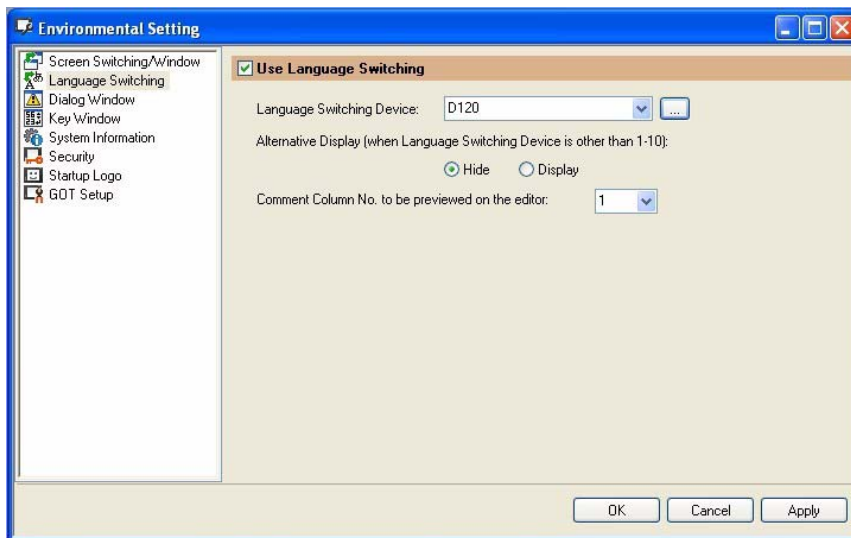 Environmental Setting
Screen Switching/Window
Language Switching
Dialog Window
Key Window
System Information
Security
Startup Logo
GOT Setup
Use Language Switching
Language Switching Device: D120 ...
Alternative Display (when Language Switching Device is other than 1-10):
Hide Display
Comment Column No. to be previewed on the editor: 1
OK Cancel Apply